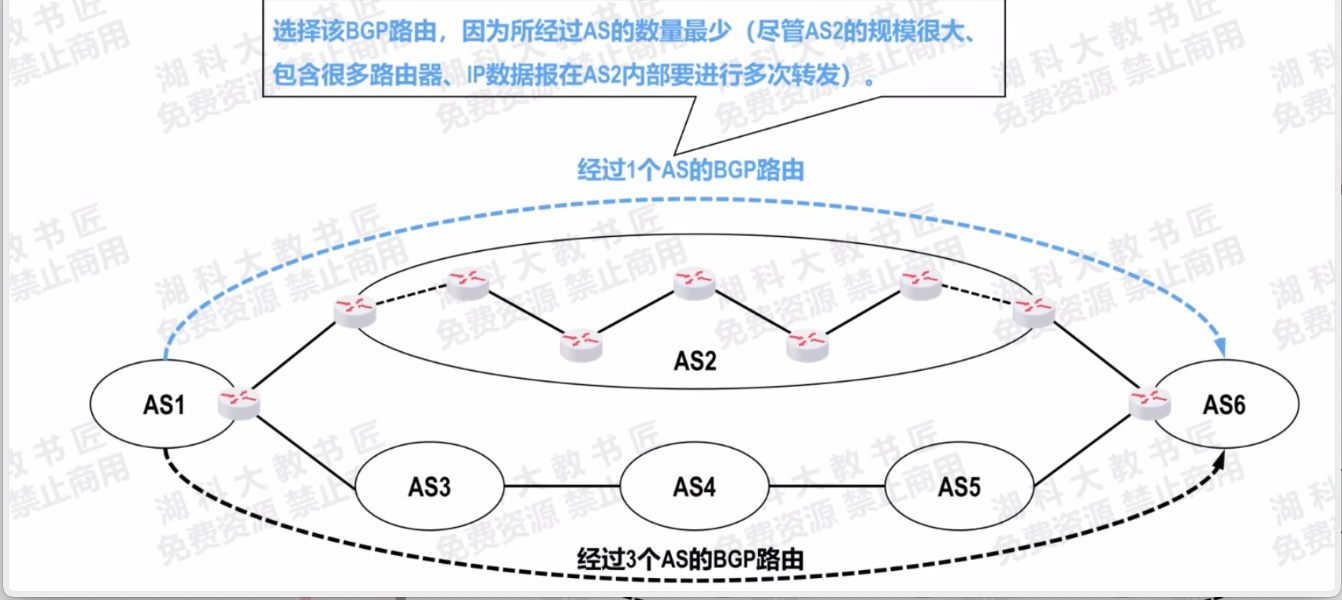 选择该BGP路由，因为所经过AS的数量最少（尽管AS2的规模很大、
包含很多路由器、IP数据报在AS2内部要进行多次转发）。
经过1个AS的BGP路由
AS2
AS1
AS6
AS3
AS4
AS5
经过3个AS的BGP路由
湖科大教书匠
免费资源 禁止商用